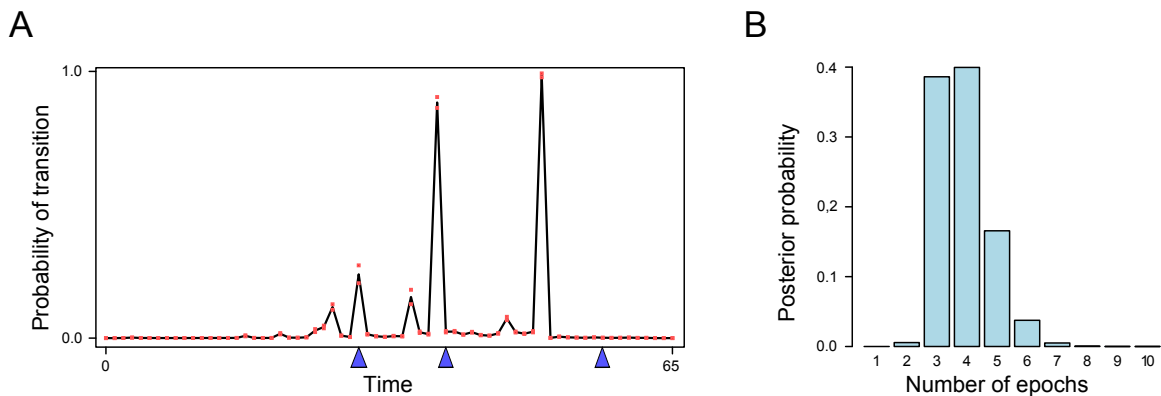 A
Probability of transition
1.0
0.0
0
65
Time
B
Posterior probability
0.4
0.3
0,2
0.1
0.0
1 2 3 4 5 6 7 8 9 10
Number of epochs